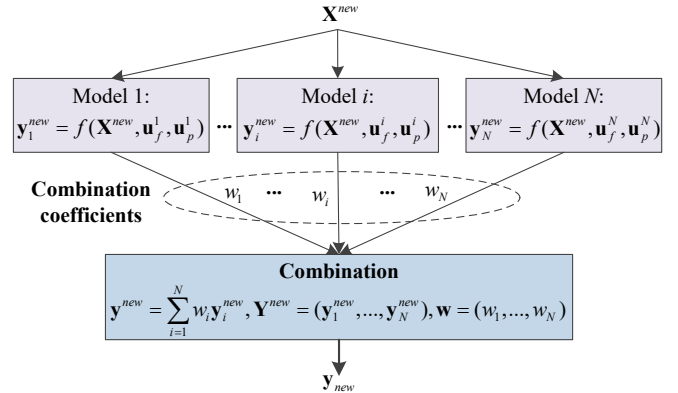 X^new
Model 1:
y_1^new = f(X^new, u_f^1, u_p^1)
...
Model i:
y_i^new = f(X^new, u_f^i, u_p^i)
...
Model N:
y_N^new = f(X^new, u_f^N, u_p^N)
Combination
coefficients
w_1 ... w_i ... w_N
Combination
y^new = ∑_{i=1}^N w_i y_i^new, Y^new = (y_1^new,...,y_N^new), w = (w_1,...,w_N)
y_new